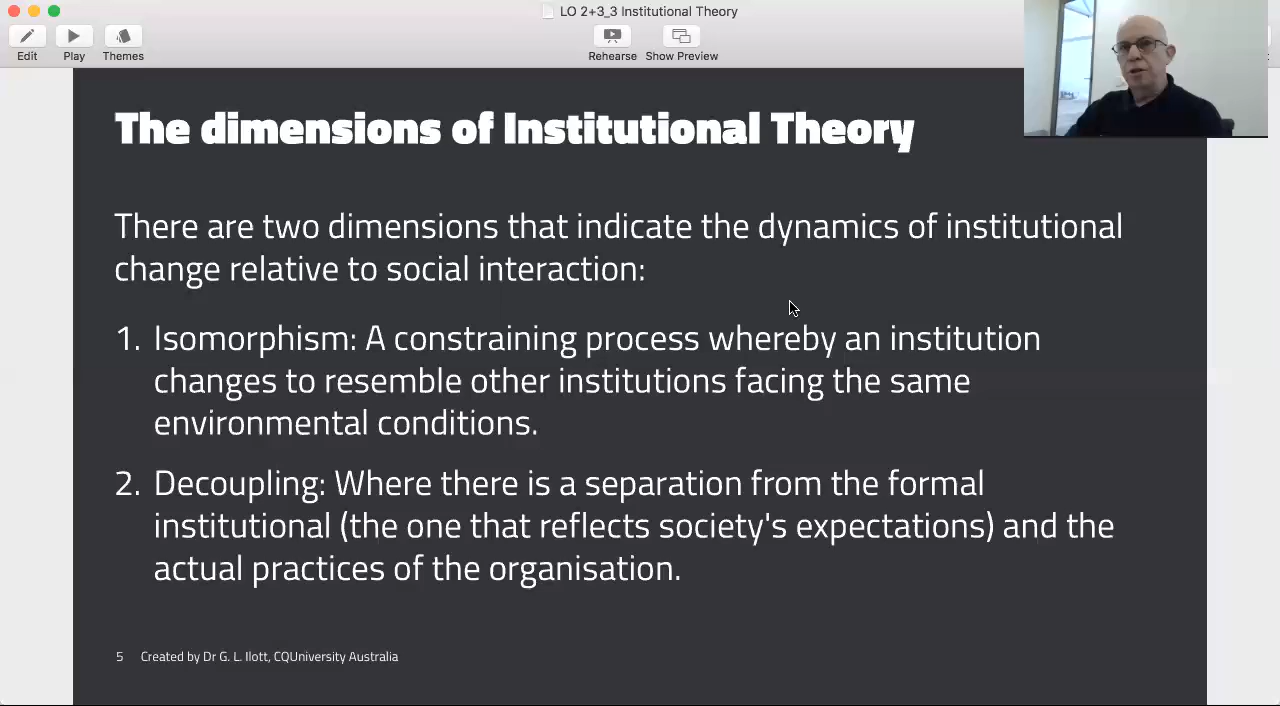 LO 2+3_3 Institutional Theory
Edit Play Themes Rehearse Show Preview
The dimensions of Institutional Theory
There are two dimensions that indicate the dynamics of institutional
change relative to social interaction:
1. Isomorphism: A constraining process whereby an institution
changes to resemble other institutions facing the same
environmental conditions.
2. Decoupling: Where there is a separation from the formal
institutional (the one that reflects society's expectations) and the
actual practices of the organisation.
5 Created by Dr G. L. Ilott, CQUniversity Australia